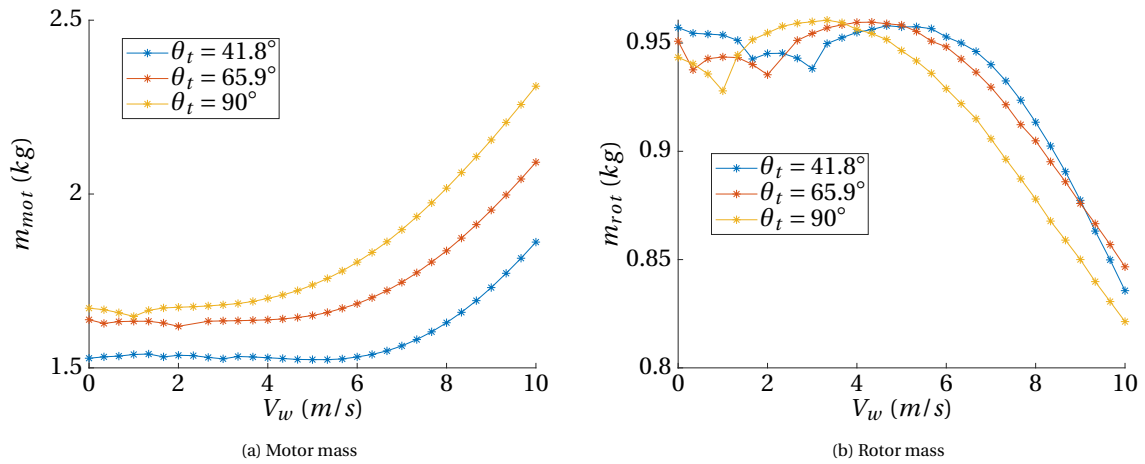 2.5
2
1.5
m_mot (kg)
θ_t = 41.8°
θ_t = 65.9°
θ_t = 90°
0 2 4 6 8 10
V_w (m/s)
(a) Motor mass
0.95
0.9
0.85
0.8
m_rot (kg)
θ_t = 41.8°
θ_t = 65.9°
θ_t = 90°
0 2 4 6 8 10
V_w (m/s)
(b) Rotor mass